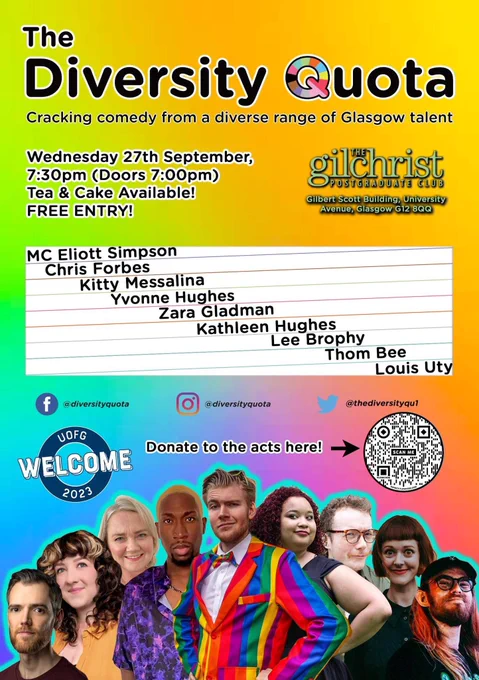 The
Diversity Quota
Cracking comedy from a diverse range of Glasgow talent
Wednesday 27th September,
7:30pm (Doors 7:00pm)
Tea & Cake Available!
FREE ENTRY!
THE
gilchrist
POSTGRADUATE CLUB
Gilbert Scott Building, University
Avenue, Glasgow G12 8QQ
MC Eliott Simpson
Chris Forbes
Kitty Messalina
Yvonne Hughes
Zara Gladman
Kathleen Hughes
Lee Brophy
Thom Bee
Louis Uty
@diversityquota
@diversityquota
@thediversityqu1
UOFG
WELCOME
2023
Donate to the acts here!
SCAN ME